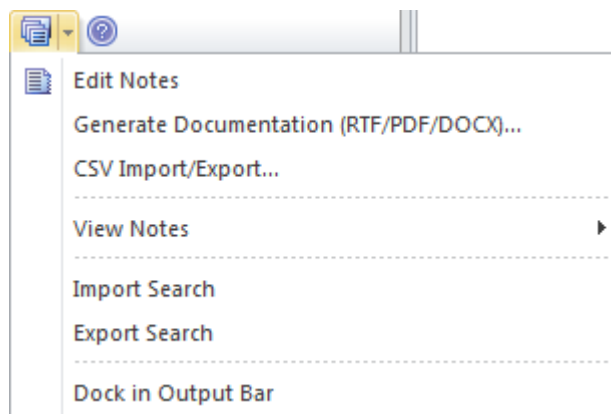 Edit Notes
Generate Documentation (RTF/PDF/DOCX)...
CSV Import/Export...
View Notes
Import Search
Export Search
Dock in Output Bar